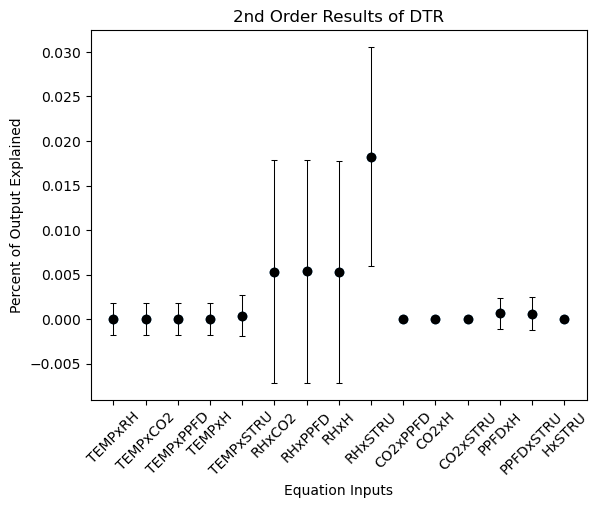 2nd Order Results of DTR
Percent of Output Explained
0.030
0.025
0.020
0.015
0.010
0.005
0.000
−0.005
TEMPxRH
TEMPxCO2
TEMPxPPFD
TEMPxH
TEMPxSTRU
RHxCO2
RHxPPFD
RHxH
RHxSTRU
CO2xPPFD
CO2xH
CO2xSTRU
PPFDxH
PPFDxSTRU
HxSTRU
Equation Inputs